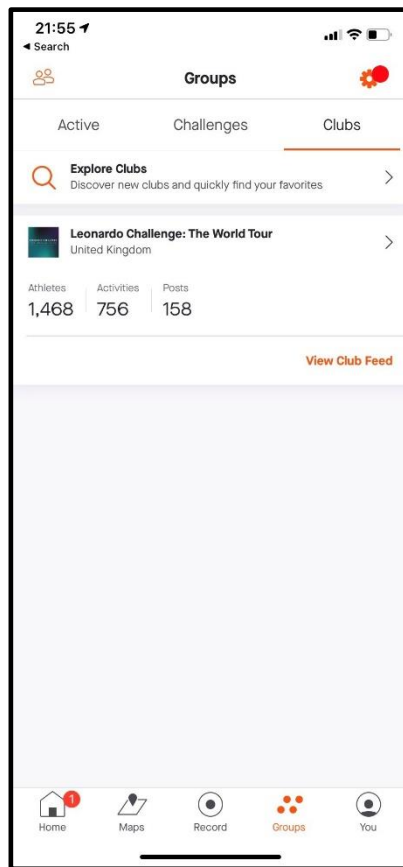 21:55
Search
Groups
Active Challenges Clubs
Explore Clubs
Discover new clubs and quickly find your favorites
Leonardo Challenge: The World Tour
United Kingdom
Athletes Activities Posts
1,468 756 158
View Club Feed
1
Home Maps Record Groups You